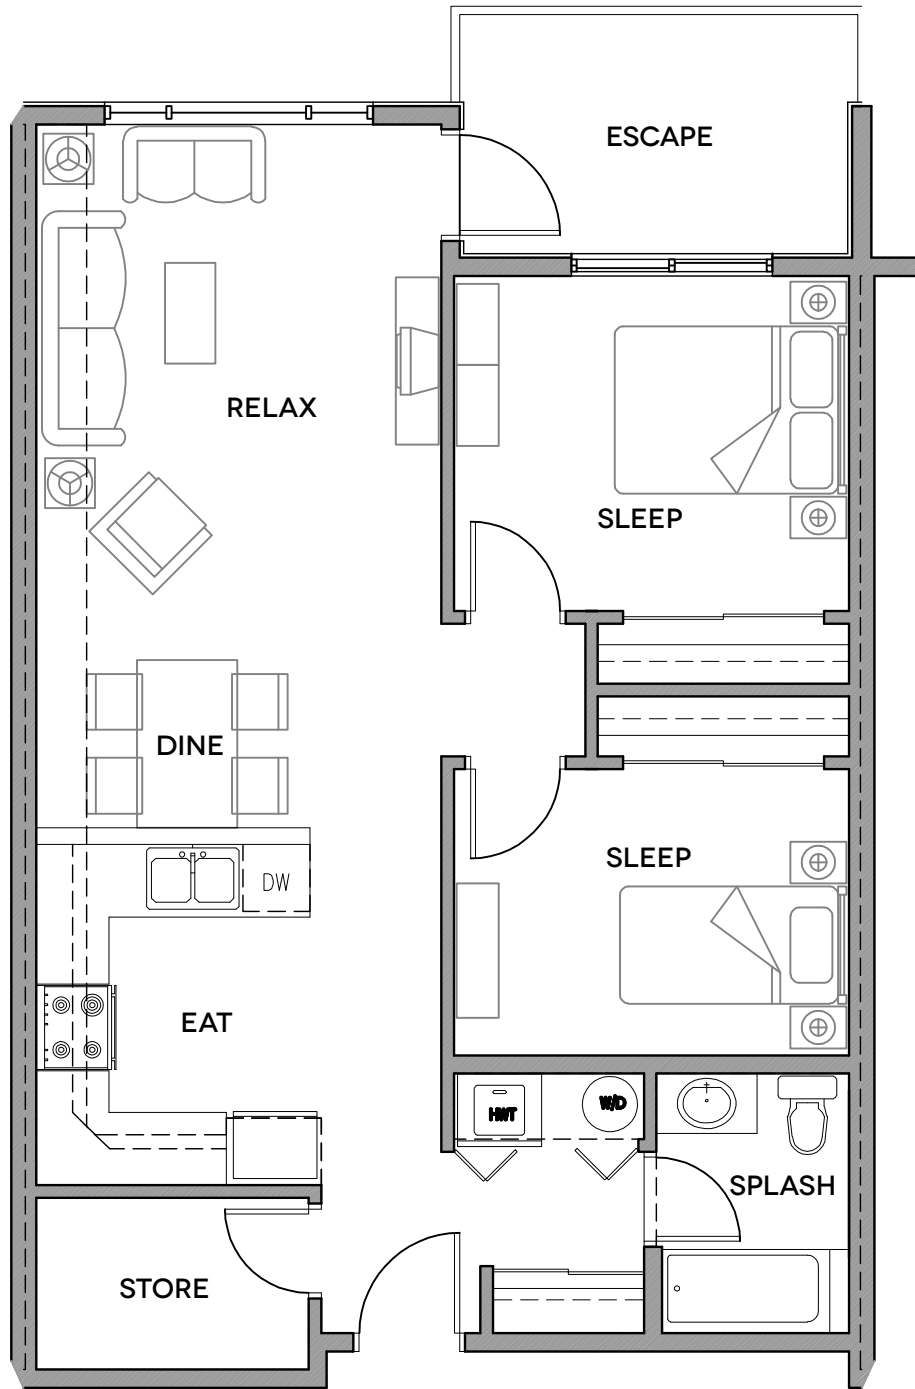 ESCAPE
RELAX
SLEEP
DINE
SLEEP
DW
EAT
HWT
W/D
SPLASH
STORE